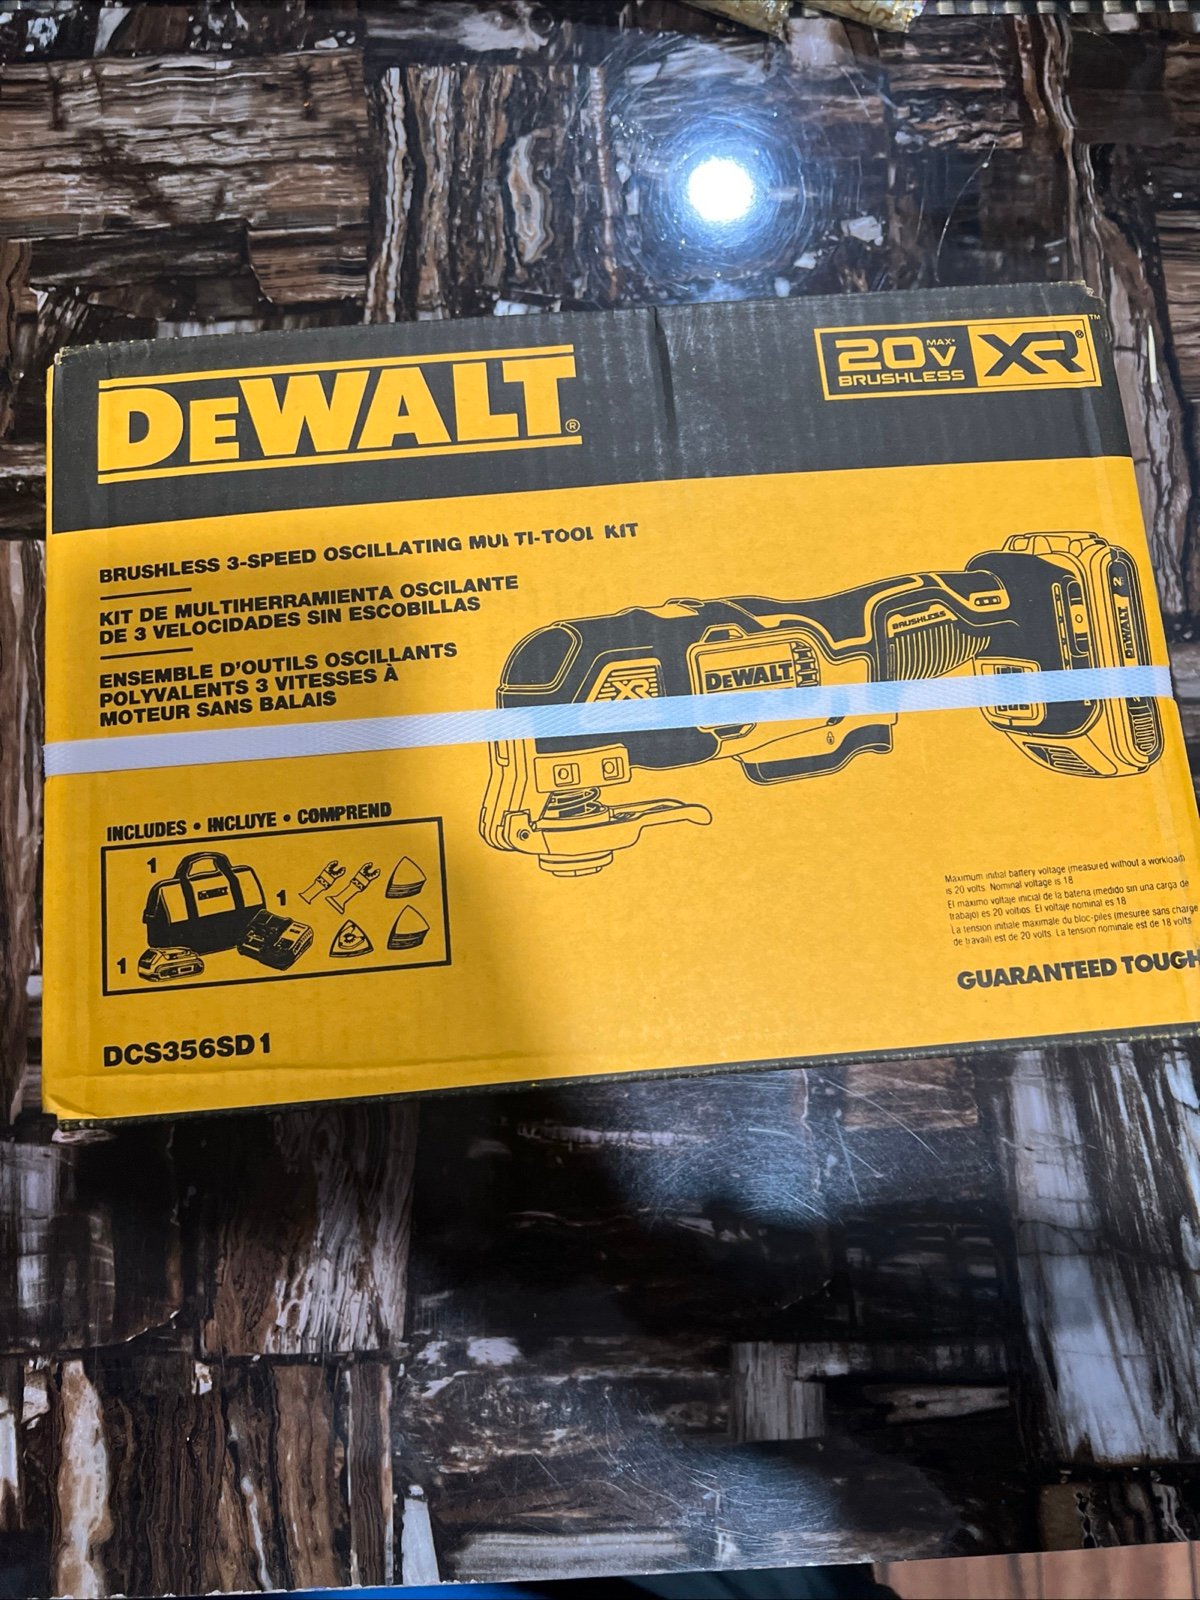 DEWALT®
20V MAX* XR®™
BRUSHLESS
BRUSHLESS 3-SPEED OSCILLATING MULTI-TOOL KIT
KIT DE MULTIHERRAMIENTA OSCILANTE
DE 3 VELOCIDADES SIN ESCOBILLAS
ENSEMBLE D'OUTILS OSCILLANTS
POLYVALENTS 3 VITESSES À
MOTEUR SANS BALAIS
BRUSHLESS
DEWALT
XR
2
DEWALT
INCLUDES • INCLUYE • COMPREND
1
1
1
DEWALT
Maximum initial battery voltage (measured without a workload)
is 20 volts. Nominal voltage is 18
El máximo voltaje inicial de la batería (medido sin una carga de
trabajo) es 20 voltios. El voltaje nominal es 18
La tension initiale maximale du bloc-piles (mesurée sans charge
de travail) est de 20 volts. La tension nominale est de 18 volts
GUARANTEED TOUGH
DCS356SD1